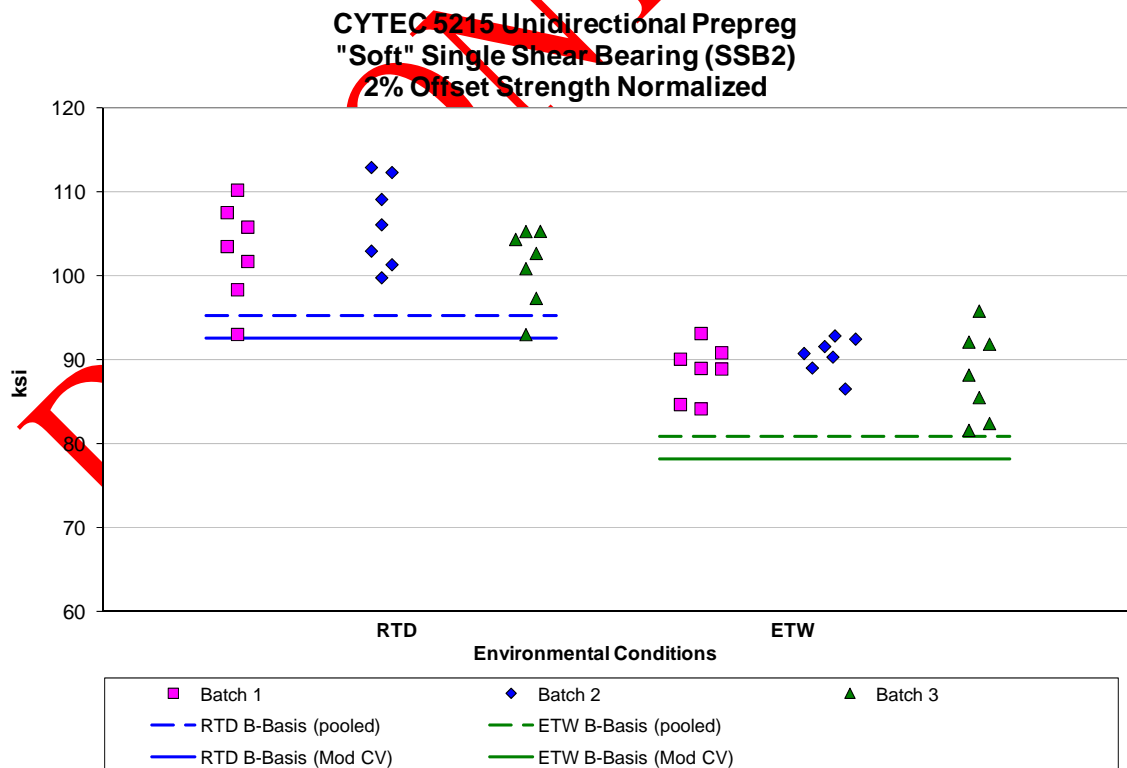 CYTEC 5215 Unidirectional Prepreg
"Soft" Single Shear Bearing (SSB2)
2% Offset Strength Normalized
120
110
100
90
80
70
60
ksi
RTD ETW
Environmental Conditions
Batch 1 Batch 2 Batch 3
RTD B-Basis (pooled) ETW B-Basis (pooled)
RTD B-Basis (Mod CV) ETW B-Basis (Mod CV)